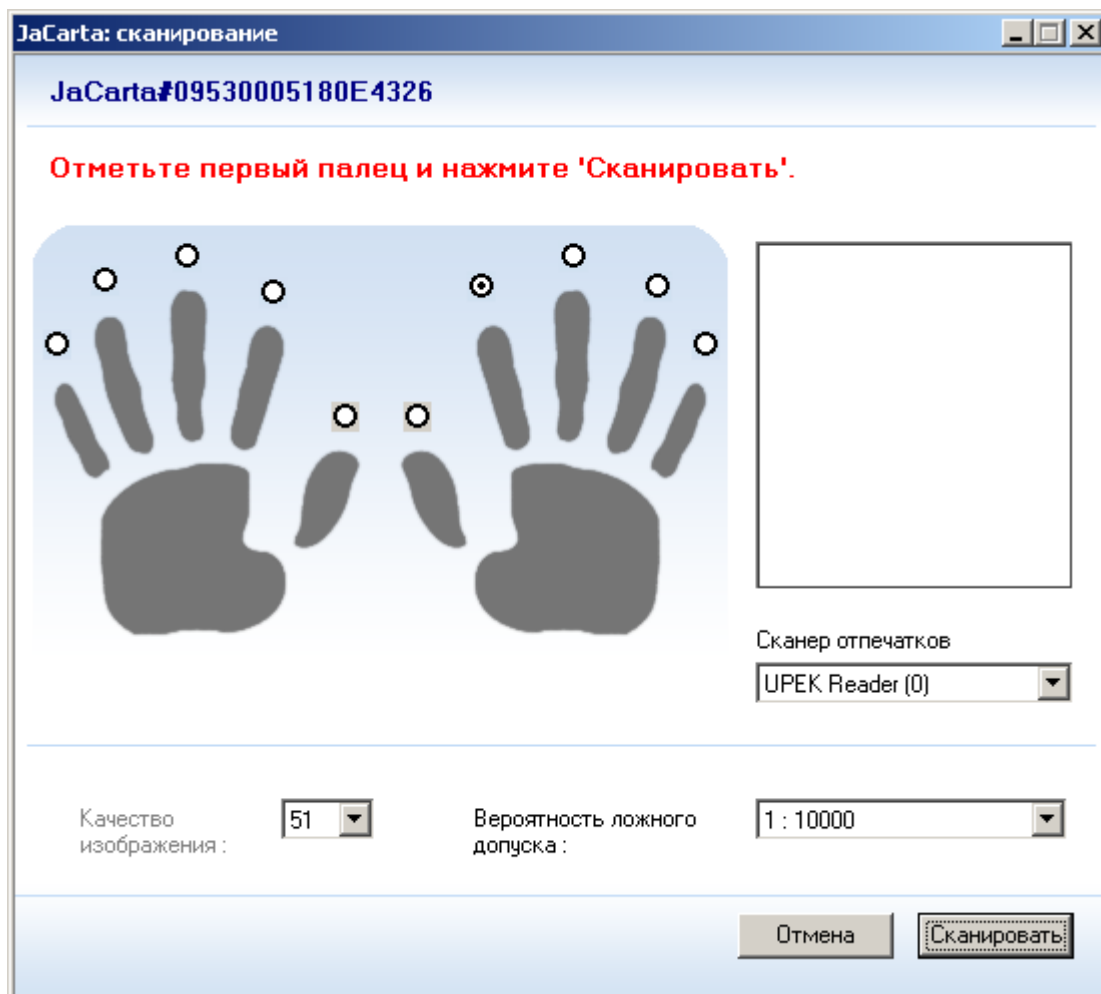 JaCarta: сканирование
JaCarta#09530005180E4326
Отметьте первый палец и нажмите 'Сканировать'.
Сканер отпечатков
UPEK Reader (0)
Качество
изображения :
51
Вероятность ложного
допуска :
1 : 10000
Отмена
Сканировать